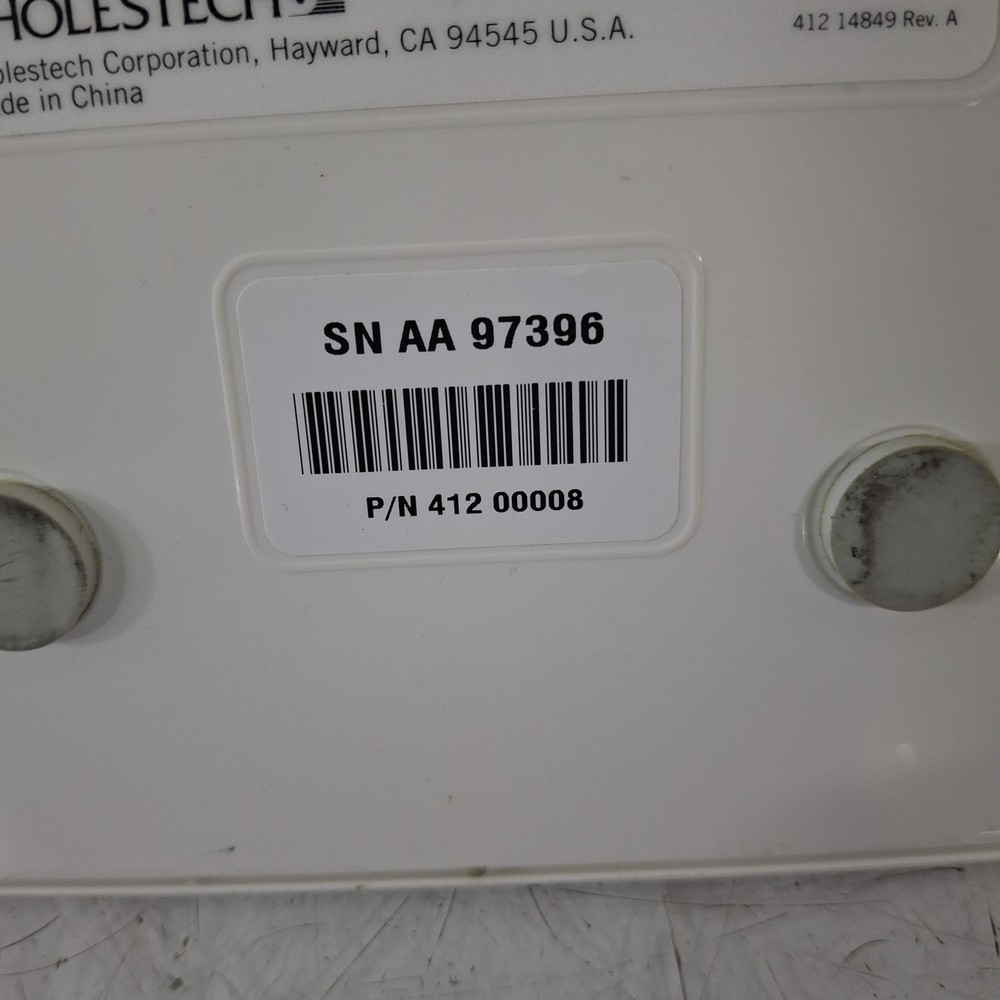 HOLESTECH
olestech Corporation, Hayward, CA 94545 U.S.A.
412 14849 Rev. A
de in China
SN AA 97396
P/N 412 00008